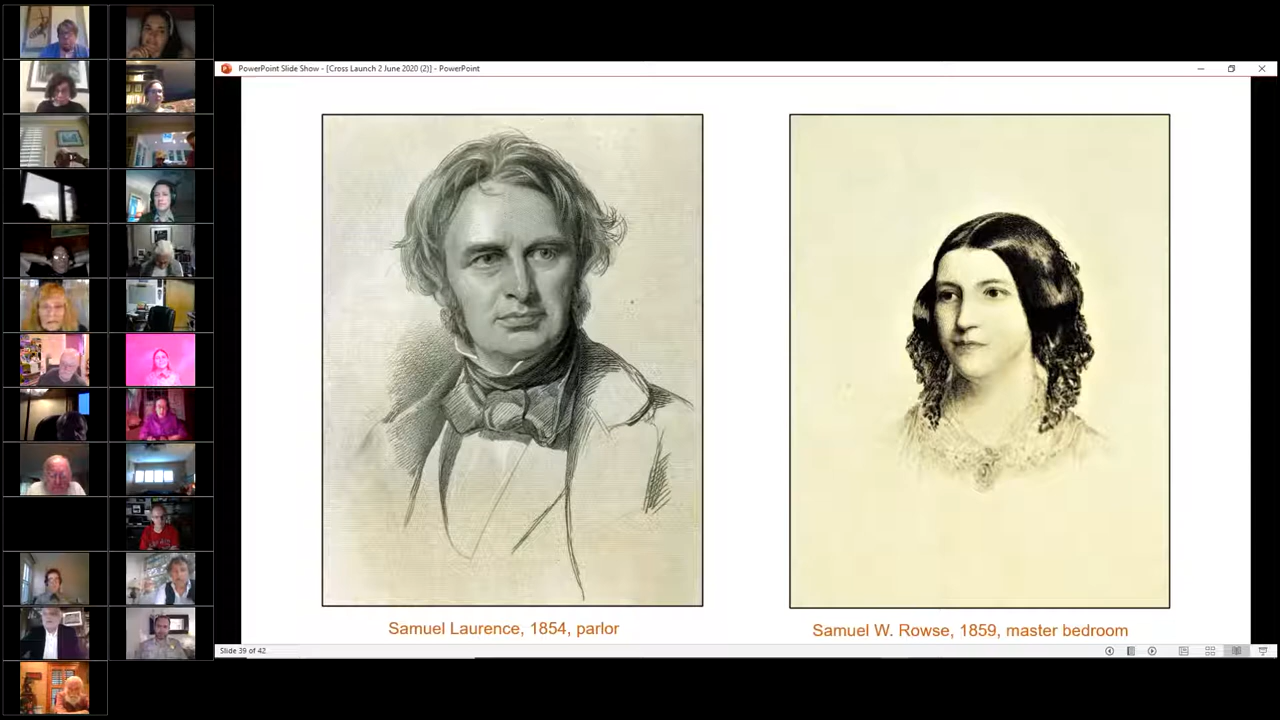 PowerPoint Slide Show - [Cross Launch 2 June 2020 (2)] - PowerPoint
Samuel Laurence, 1854, parlor
Samuel W. Rowse, 1859, master bedroom
Slide 39 of 42